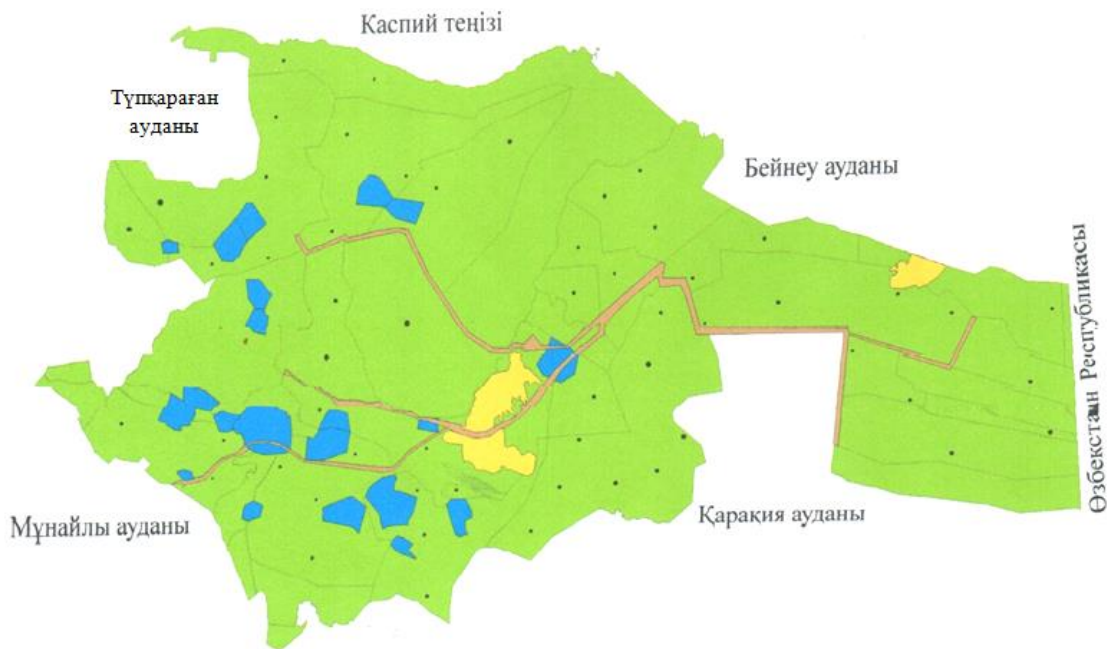 Каспий теңізі
Түпқараған
ауданы
Бейнеу ауданы
Өзбекстан Республикасы
Қарақия ауданы
Мұнайлы ауданы